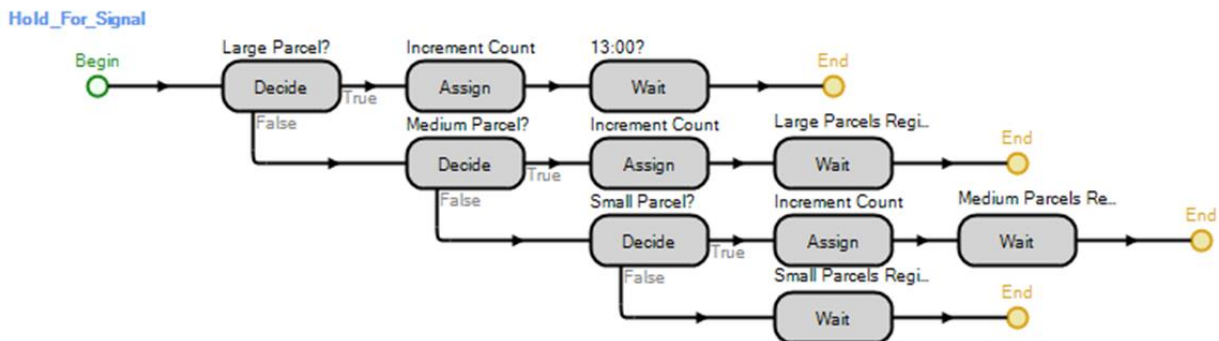 Hold_For_Signal
Large Parcel? Increment Count 13:00?
Begin End
Decide Assign Wait
True
False Medium Parcel? Increment Count Large Parcels Regi...
End
Decide Assign Wait
True
False Small Parcel? Increment Count Medium Parcels Re...
End
Decide Assign Wait
True
False Small Parcels Regi...
End
Wait